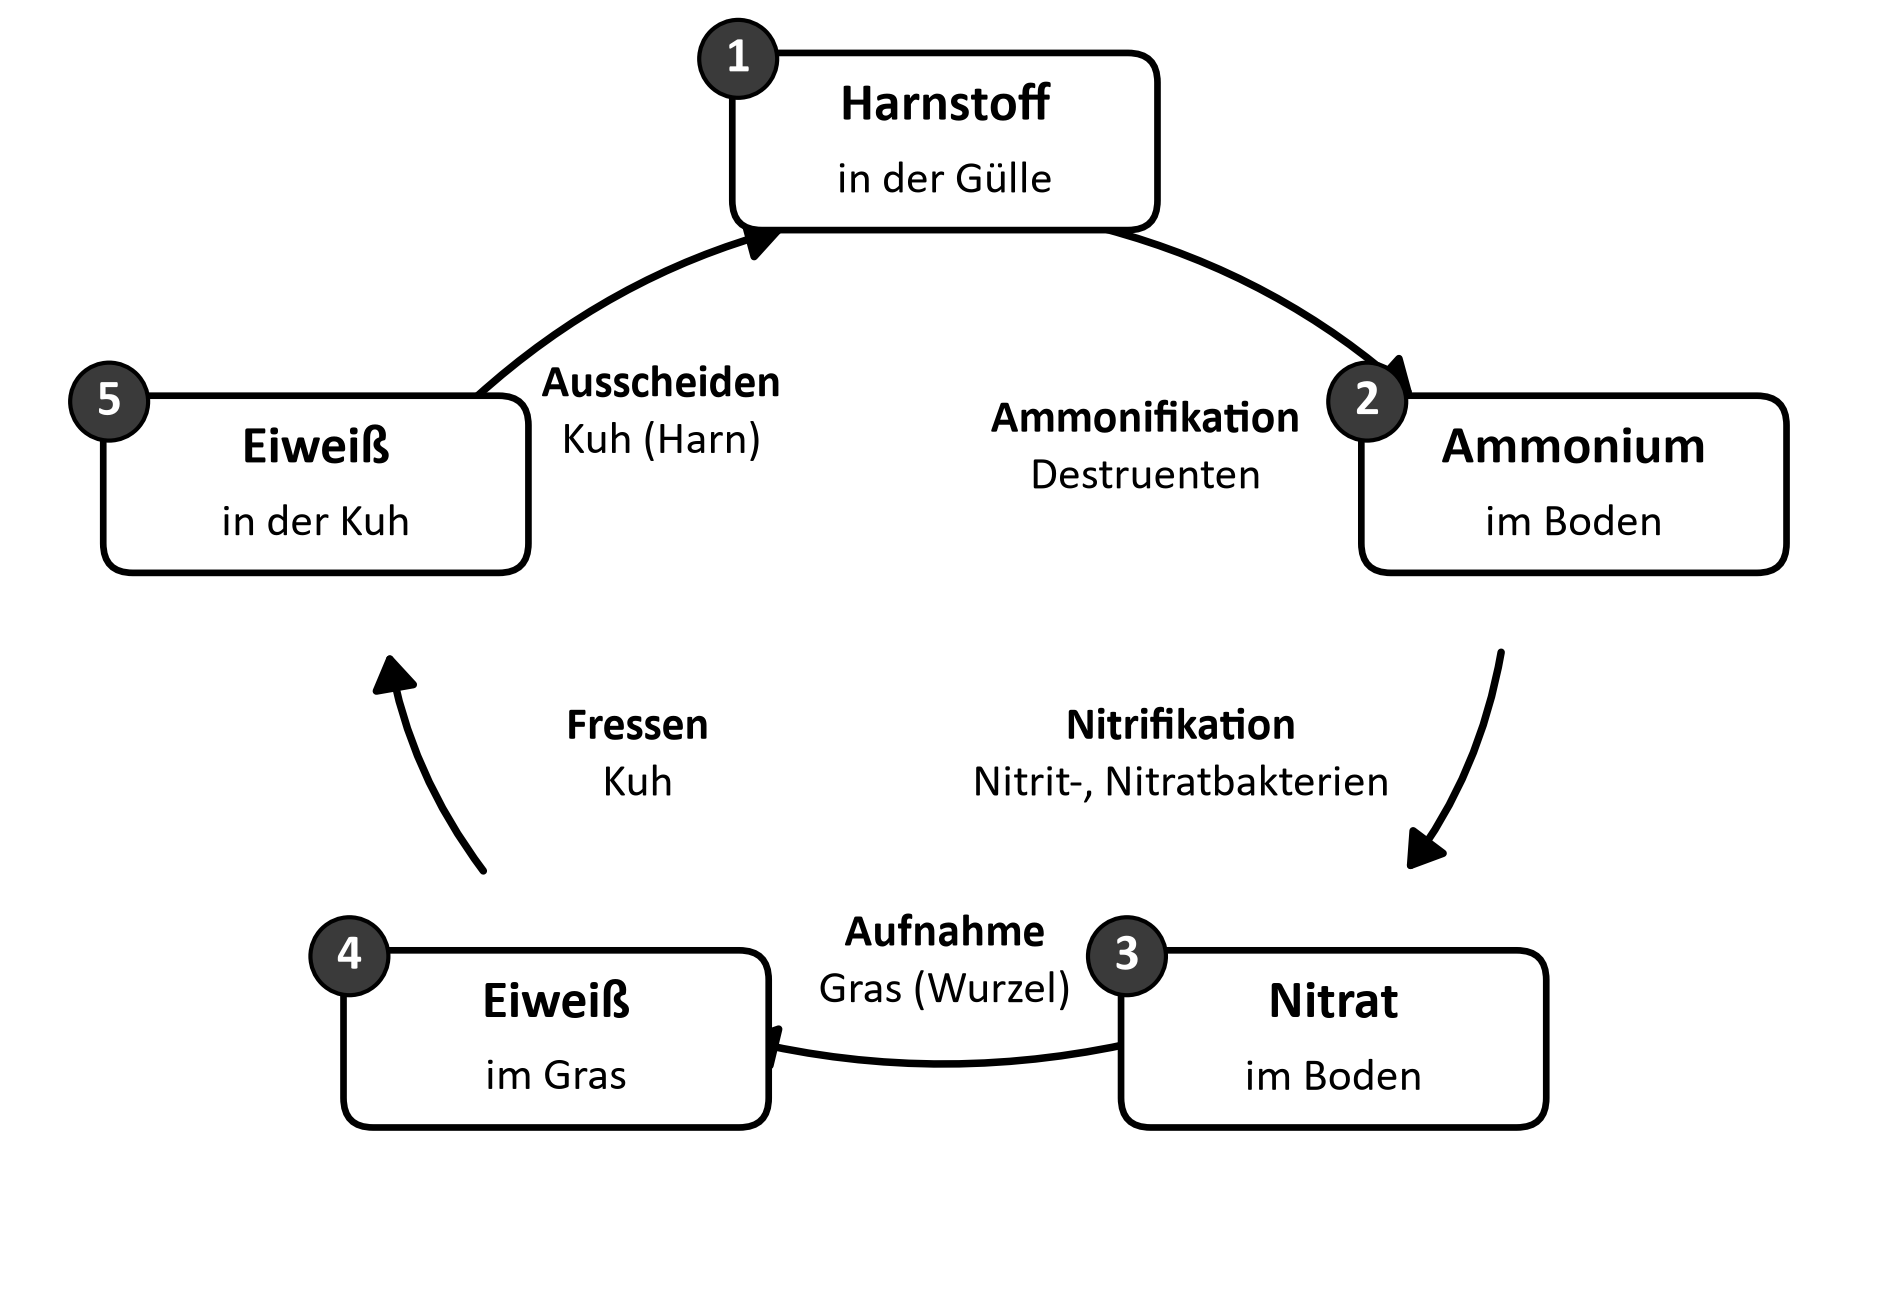 1
Harnstoff
in der Gülle
Ausscheiden
Kuh (Harn)
Ammonifikation
Destruenten
2
Ammonium
im Boden
5
Eiweiß
in der Kuh
Fressen
Kuh
Nitrifikation
Nitrit-, Nitratbakterien
Aufnahme
Gras (Wurzel)
3
Nitrat
im Boden
4
Eiweiß
im Gras